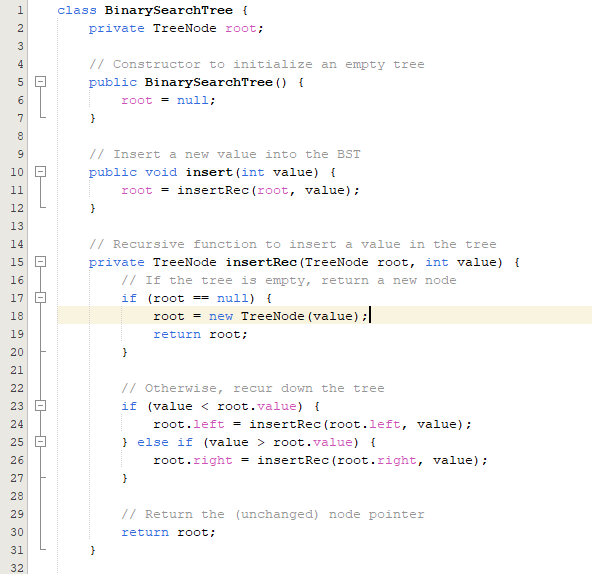 1 class BinarySearchTree {
2     private TreeNode root;
3
4     // Constructor to initialize an empty tree
5     public BinarySearchTree() {
6         root = null;
7     }
8
9     // Insert a new value into the BST
10     public void insert(int value) {
11         root = insertRec(root, value);
12     }
13
14     // Recursive function to insert a value in the tree
15     private TreeNode insertRec(TreeNode root, int value) {
16         // If the tree is empty, return a new node
17         if (root == null) {
18             root = new TreeNode(value);
19             return root;
20         }
21
22         // Otherwise, recur down the tree
23         if (value < root.value) {
24             root.left = insertRec(root.left, value);
25         } else if (value > root.value) {
26             root.right = insertRec(root.right, value);
27         }
28
29         // Return the (unchanged) node pointer
30         return root;
31     }
32